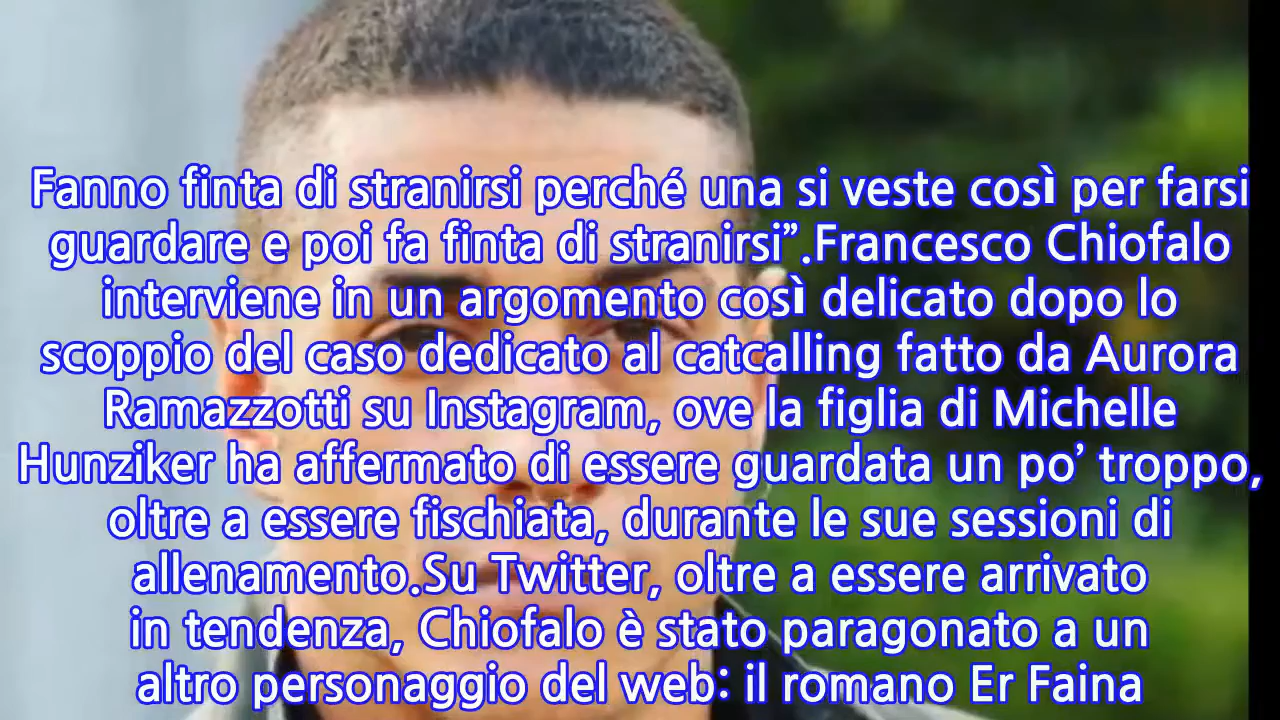 Fanno finta di stranirsi perché una si veste così per farsi
guardare e poi fa finta di stranirsi”.Francesco Chiofalo
interviene in un argomento così delicato dopo lo
scoppio del caso dedicato al catcalling fatto da Aurora
Ramazzotti su Instagram, ove la figlia di Michelle
Hunziker ha affermato di essere guardata un po’ troppo,
oltre a essere fischiata, durante le sue sessioni di
allenamento.Su Twitter, oltre a essere arrivato
in tendenza, Chiofalo è stato paragonato a un
altro personaggio del web: il romano Er Faina